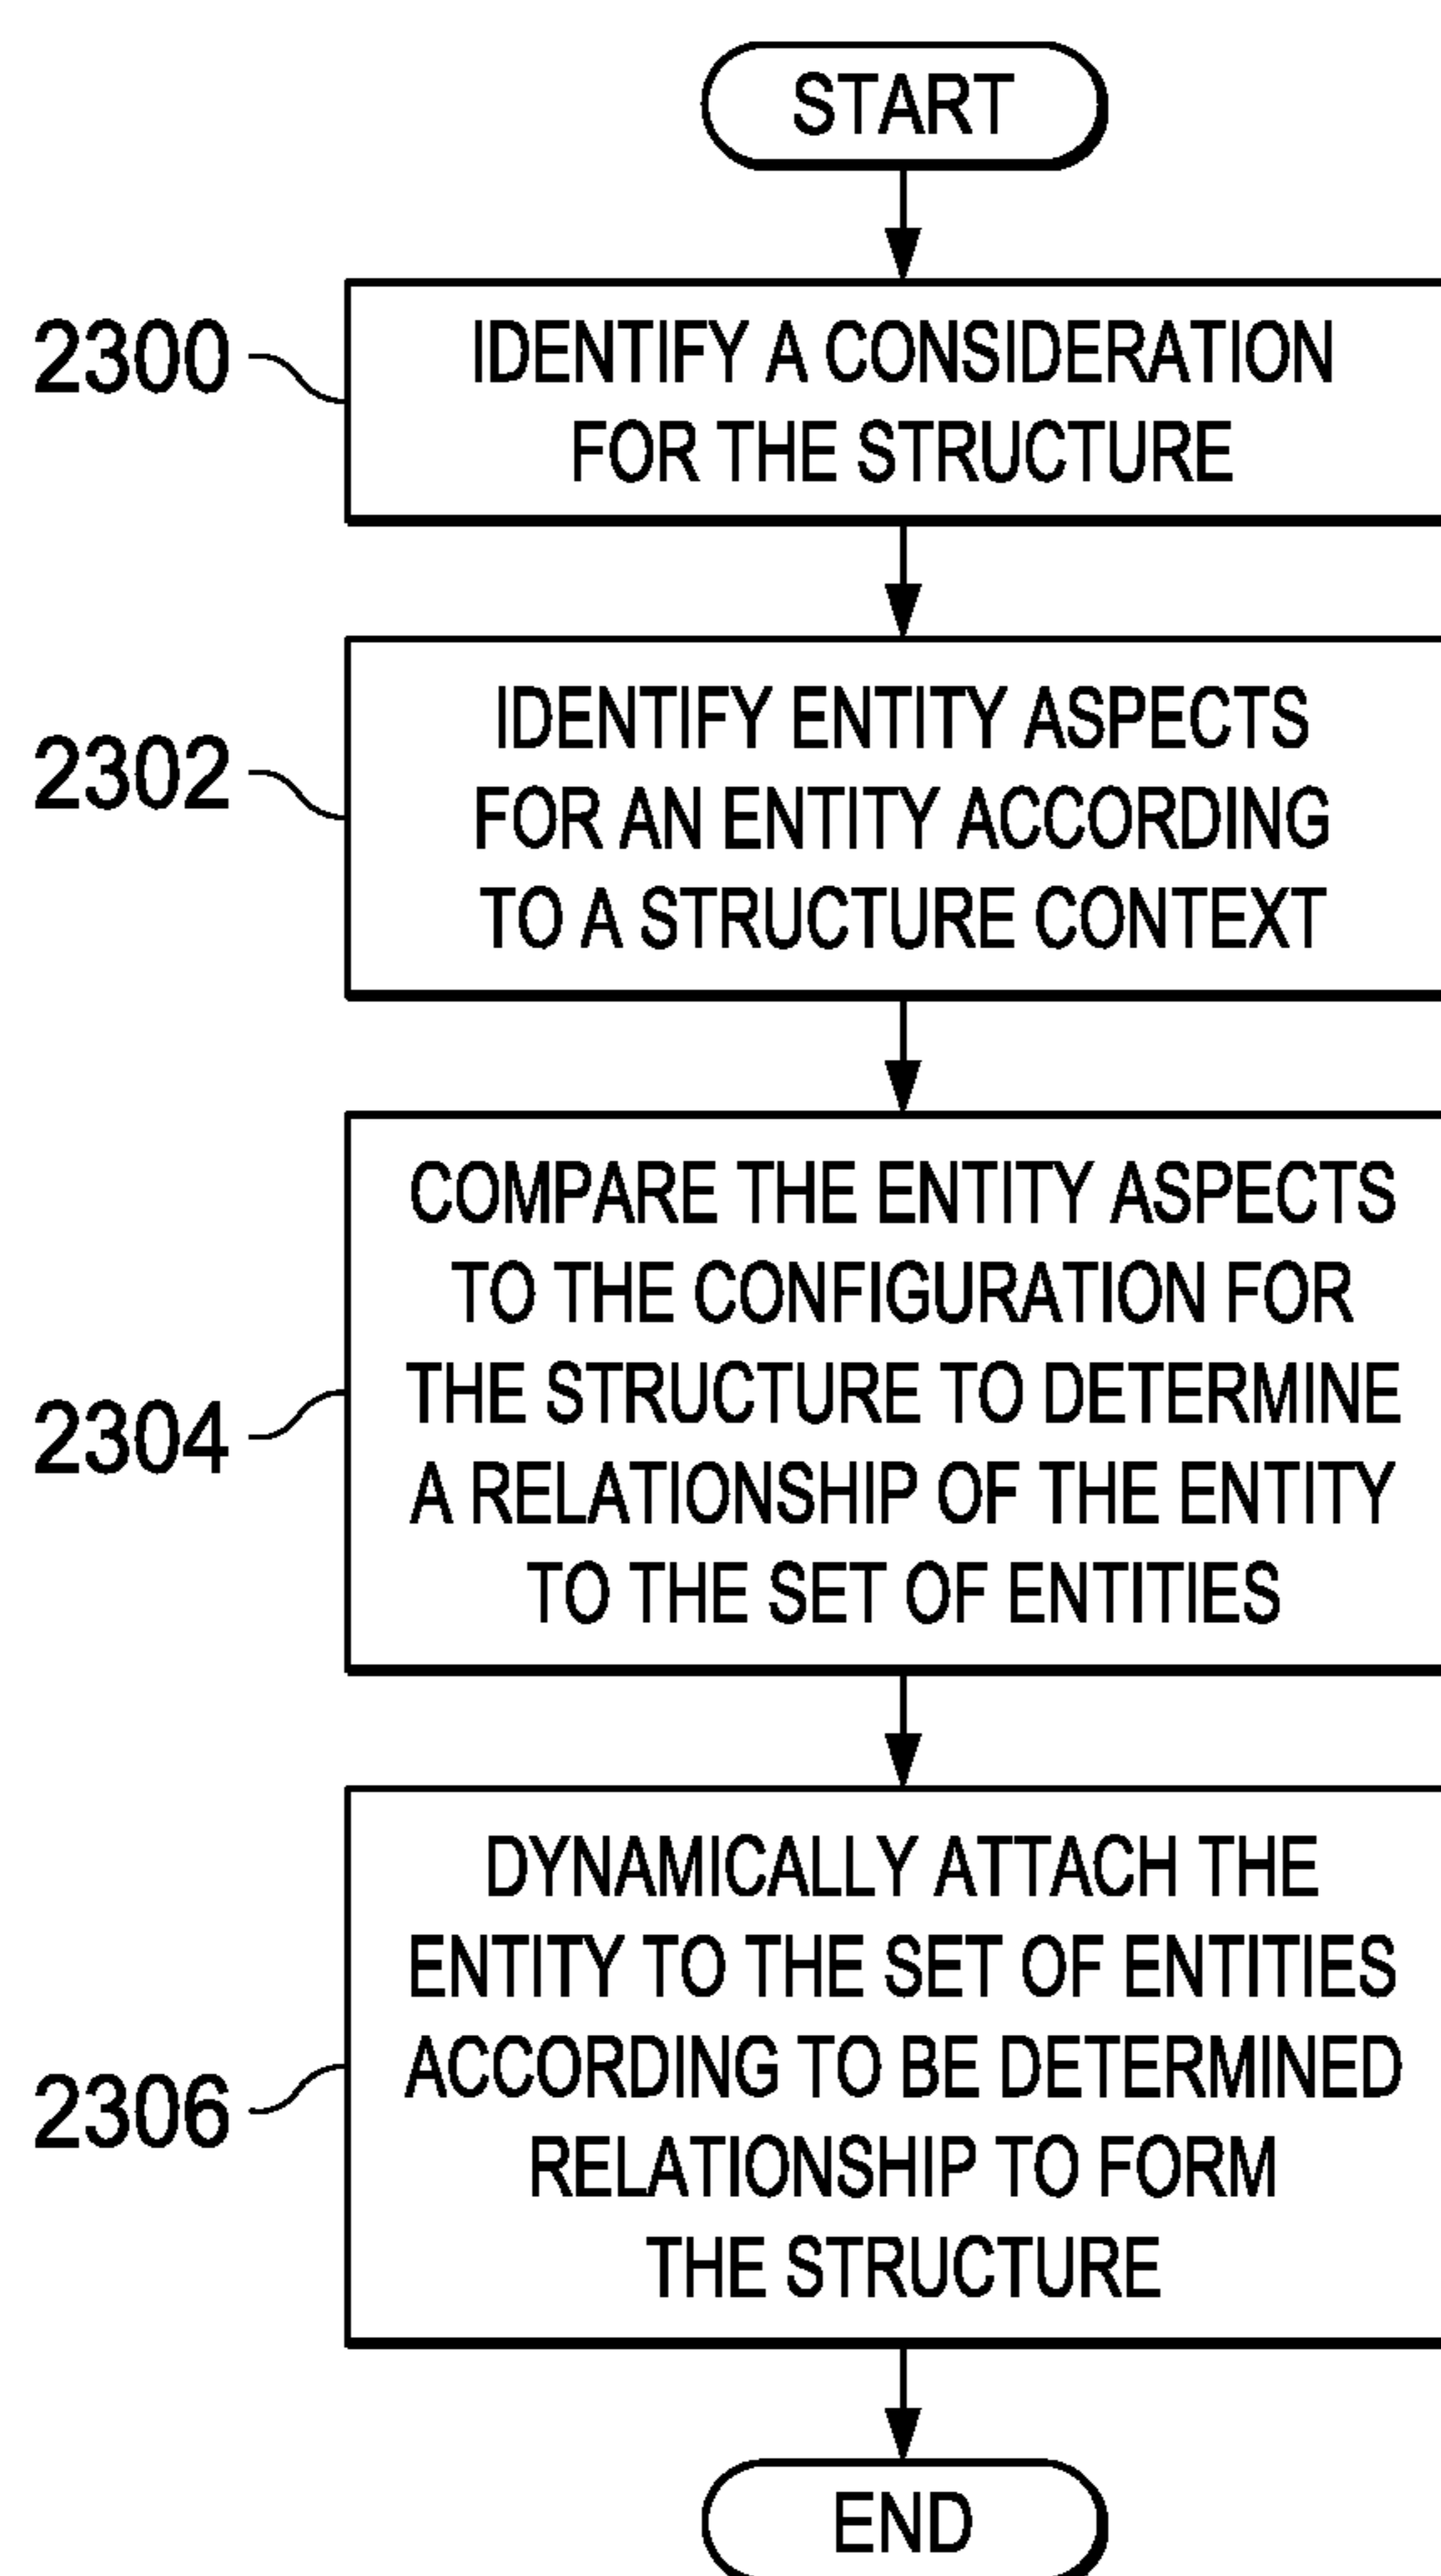 START
2300
IDENTIFY A CONSIDERATION
FOR THE STRUCTURE
2302
IDENTIFY ENTITY ASPECTS
FOR AN ENTITY ACCORDING
TO A STRUCTURE CONTEXT
2304
COMPARE THE ENTITY ASPECTS
TO THE CONFIGURATION FOR
THE STRUCTURE TO DETERMINE
A RELATIONSHIP OF THE ENTITY
TO THE SET OF ENTITIES
2306
DYNAMICALLY ATTACH THE
ENTITY TO THE SET OF ENTITIES
ACCORDING TO BE DETERMINED
RELATIONSHIP TO FORM
THE STRUCTURE
END